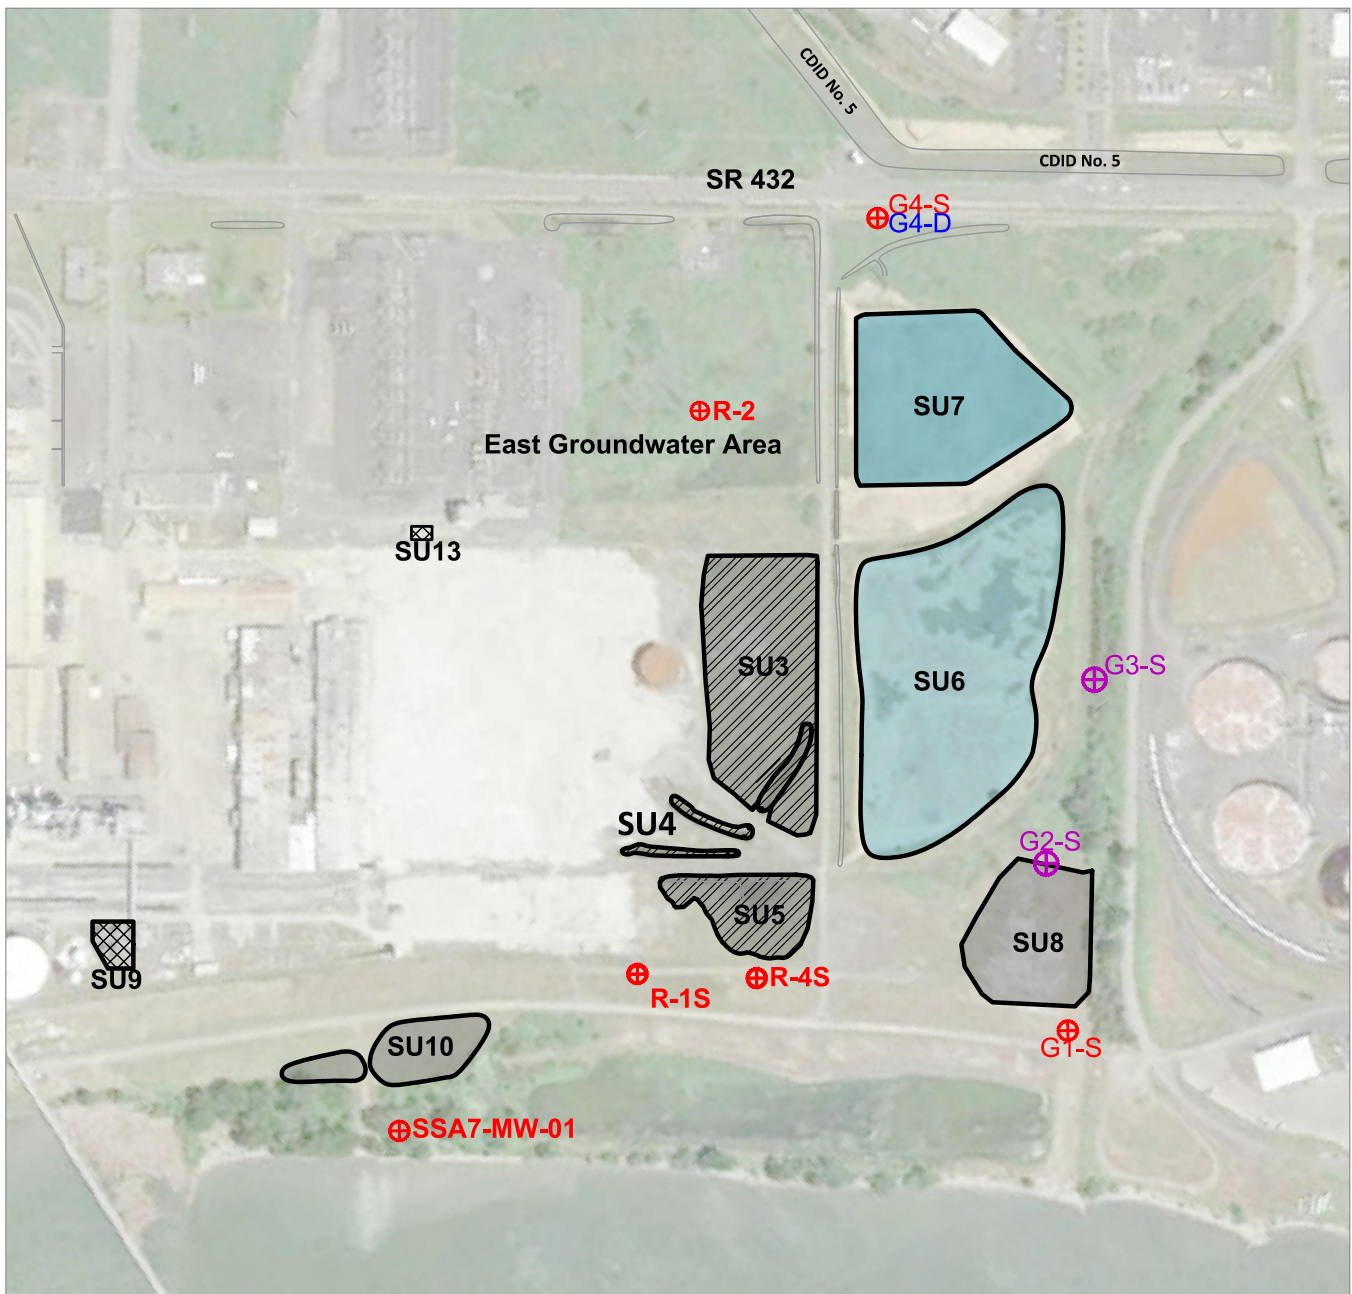 CDID No. 5
CDID No. 5
SR 432
G4-S
G4-D
SU7
R-2
East Groundwater Area
SU13
SU3
SU6
G3-S
SU4
G2-S
SU5
SU8
SU9
R-4S
R-1S
G1-S
SU10
SSA7-MW-01